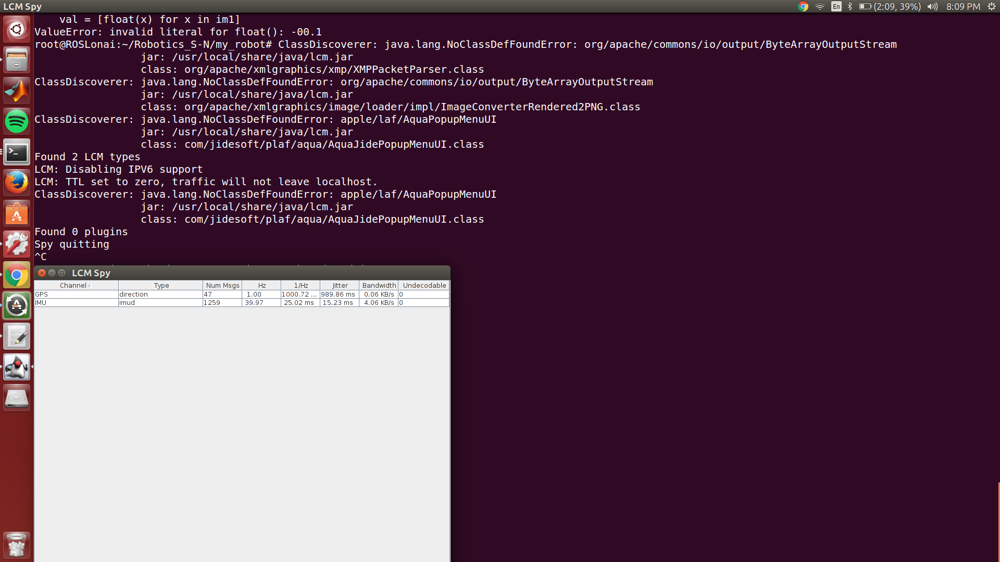 LCM Spy
En
(2:09, 39%)
8:09 PM
val = [float(x) for x in im1]
ValueError: invalid literal for float(): -00.1
root@ROSLonai:~/Robotics_S-N/my_robot# ClassDiscoverer: java.lang.NoClassDefFoundError: org/apache/commons/io/output/ByteArrayOutputStream
jar: /usr/local/share/java/lcm.jar
class: org/apache/xmlgraphics/xmp/XMPPacketParser.class
ClassDiscoverer: java.lang.NoClassDefFoundError: org/apache/commons/io/output/ByteArrayOutputStream
jar: /usr/local/share/java/lcm.jar
class: org/apache/xmlgraphics/image/loader/impl/ImageConverterRendered2PNG.class
ClassDiscoverer: java.lang.NoClassDefFoundError: apple/laf/AquaPopupMenuUI
jar: /usr/local/share/java/lcm.jar
class: com/jidesoft/plaf/aqua/AquaJidePopupMenuUI.class
Found 2 LCM types
LCM: Disabling IPV6 support
LCM: TTL set to zero, traffic will not leave localhost.
ClassDiscoverer: java.lang.NoClassDefFoundError: apple/laf/AquaPopupMenuUI
jar: /usr/local/share/java/lcm.jar
class: com/jidesoft/plaf/aqua/AquaJidePopupMenuUI.class
Found 0 plugins
Spy quitting
^C
LCM Spy
Channel Type Num Msgs Hz 1/Hz Jitter Bandwidth Undecodable
GPS direction 47 1.00 1000.72 ... 989.86 ms 0.06 KB/s 0
IMU imud 1259 39.97 25.02 ms 15.23 ms 4.06 KB/s 0